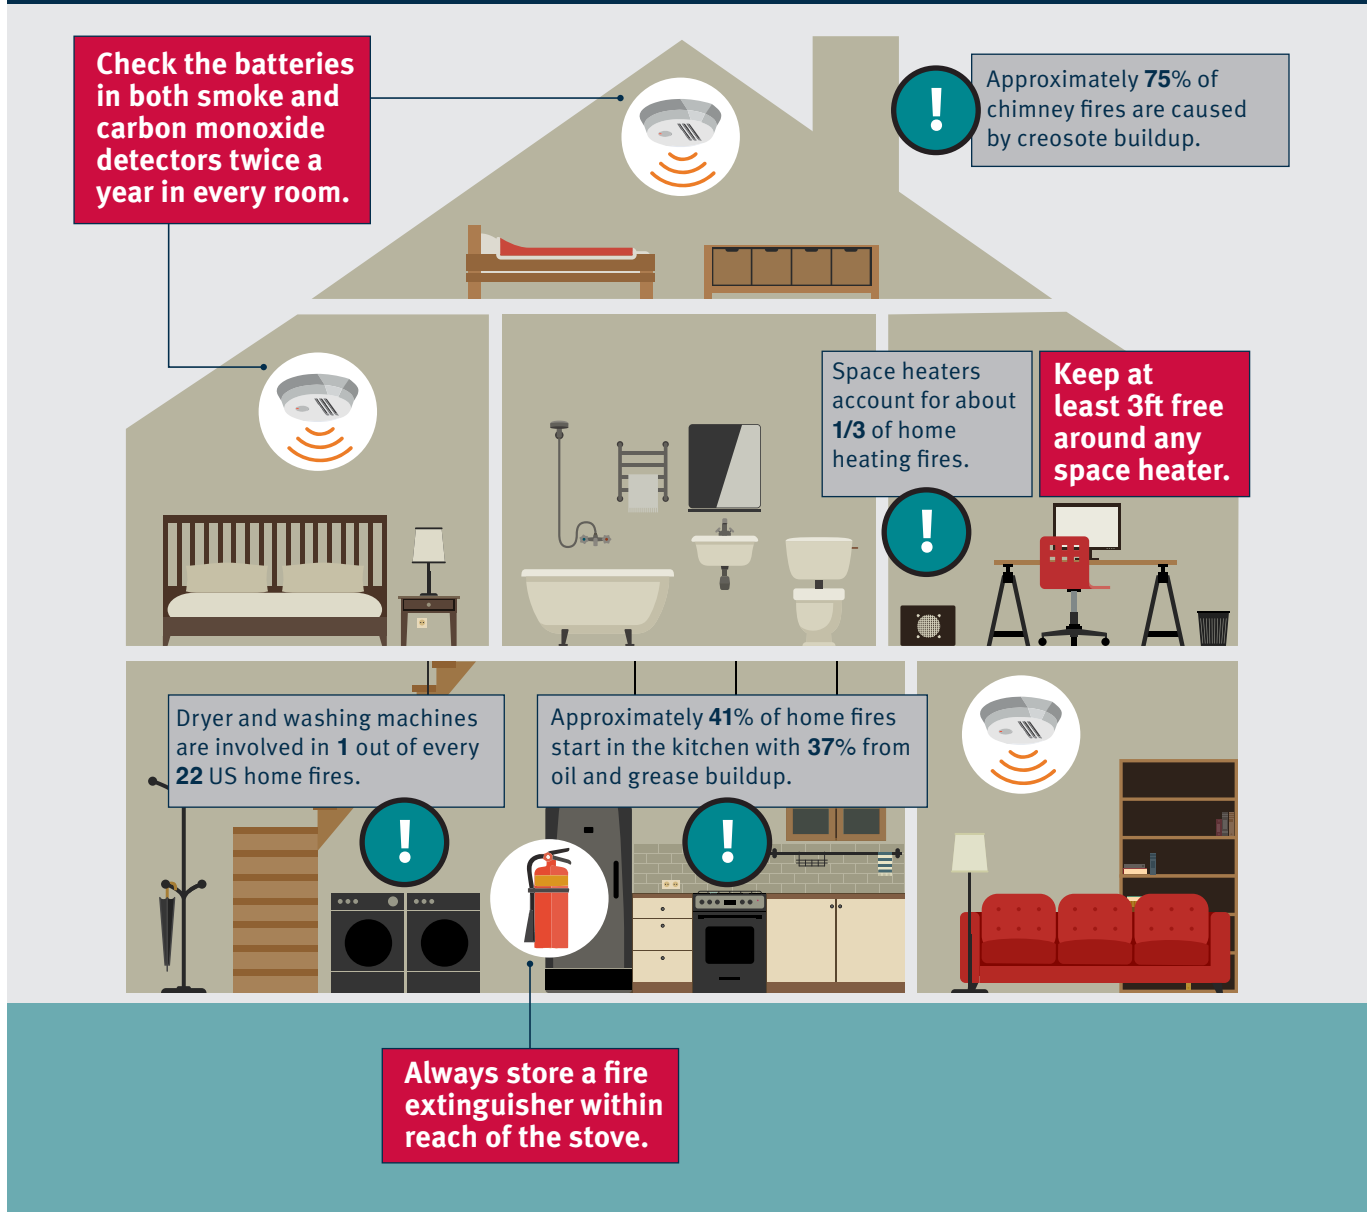 Check the batteries
in both smoke and
carbon monoxide
detectors twice a
year in every room.
Approximately 75% of
chimney fires are caused
by creosote buildup.
Space heaters
account for about
1/3 of home
heating fires.
Keep at
least 3ft free
around any
space heater.
Dryer and washing machines
are involved in 1 out of every
22 US home fires.
Approximately 41% of home fires
start in the kitchen with 37% from
oil and grease buildup.
Always store a fire
extinguisher within
reach of the stove.